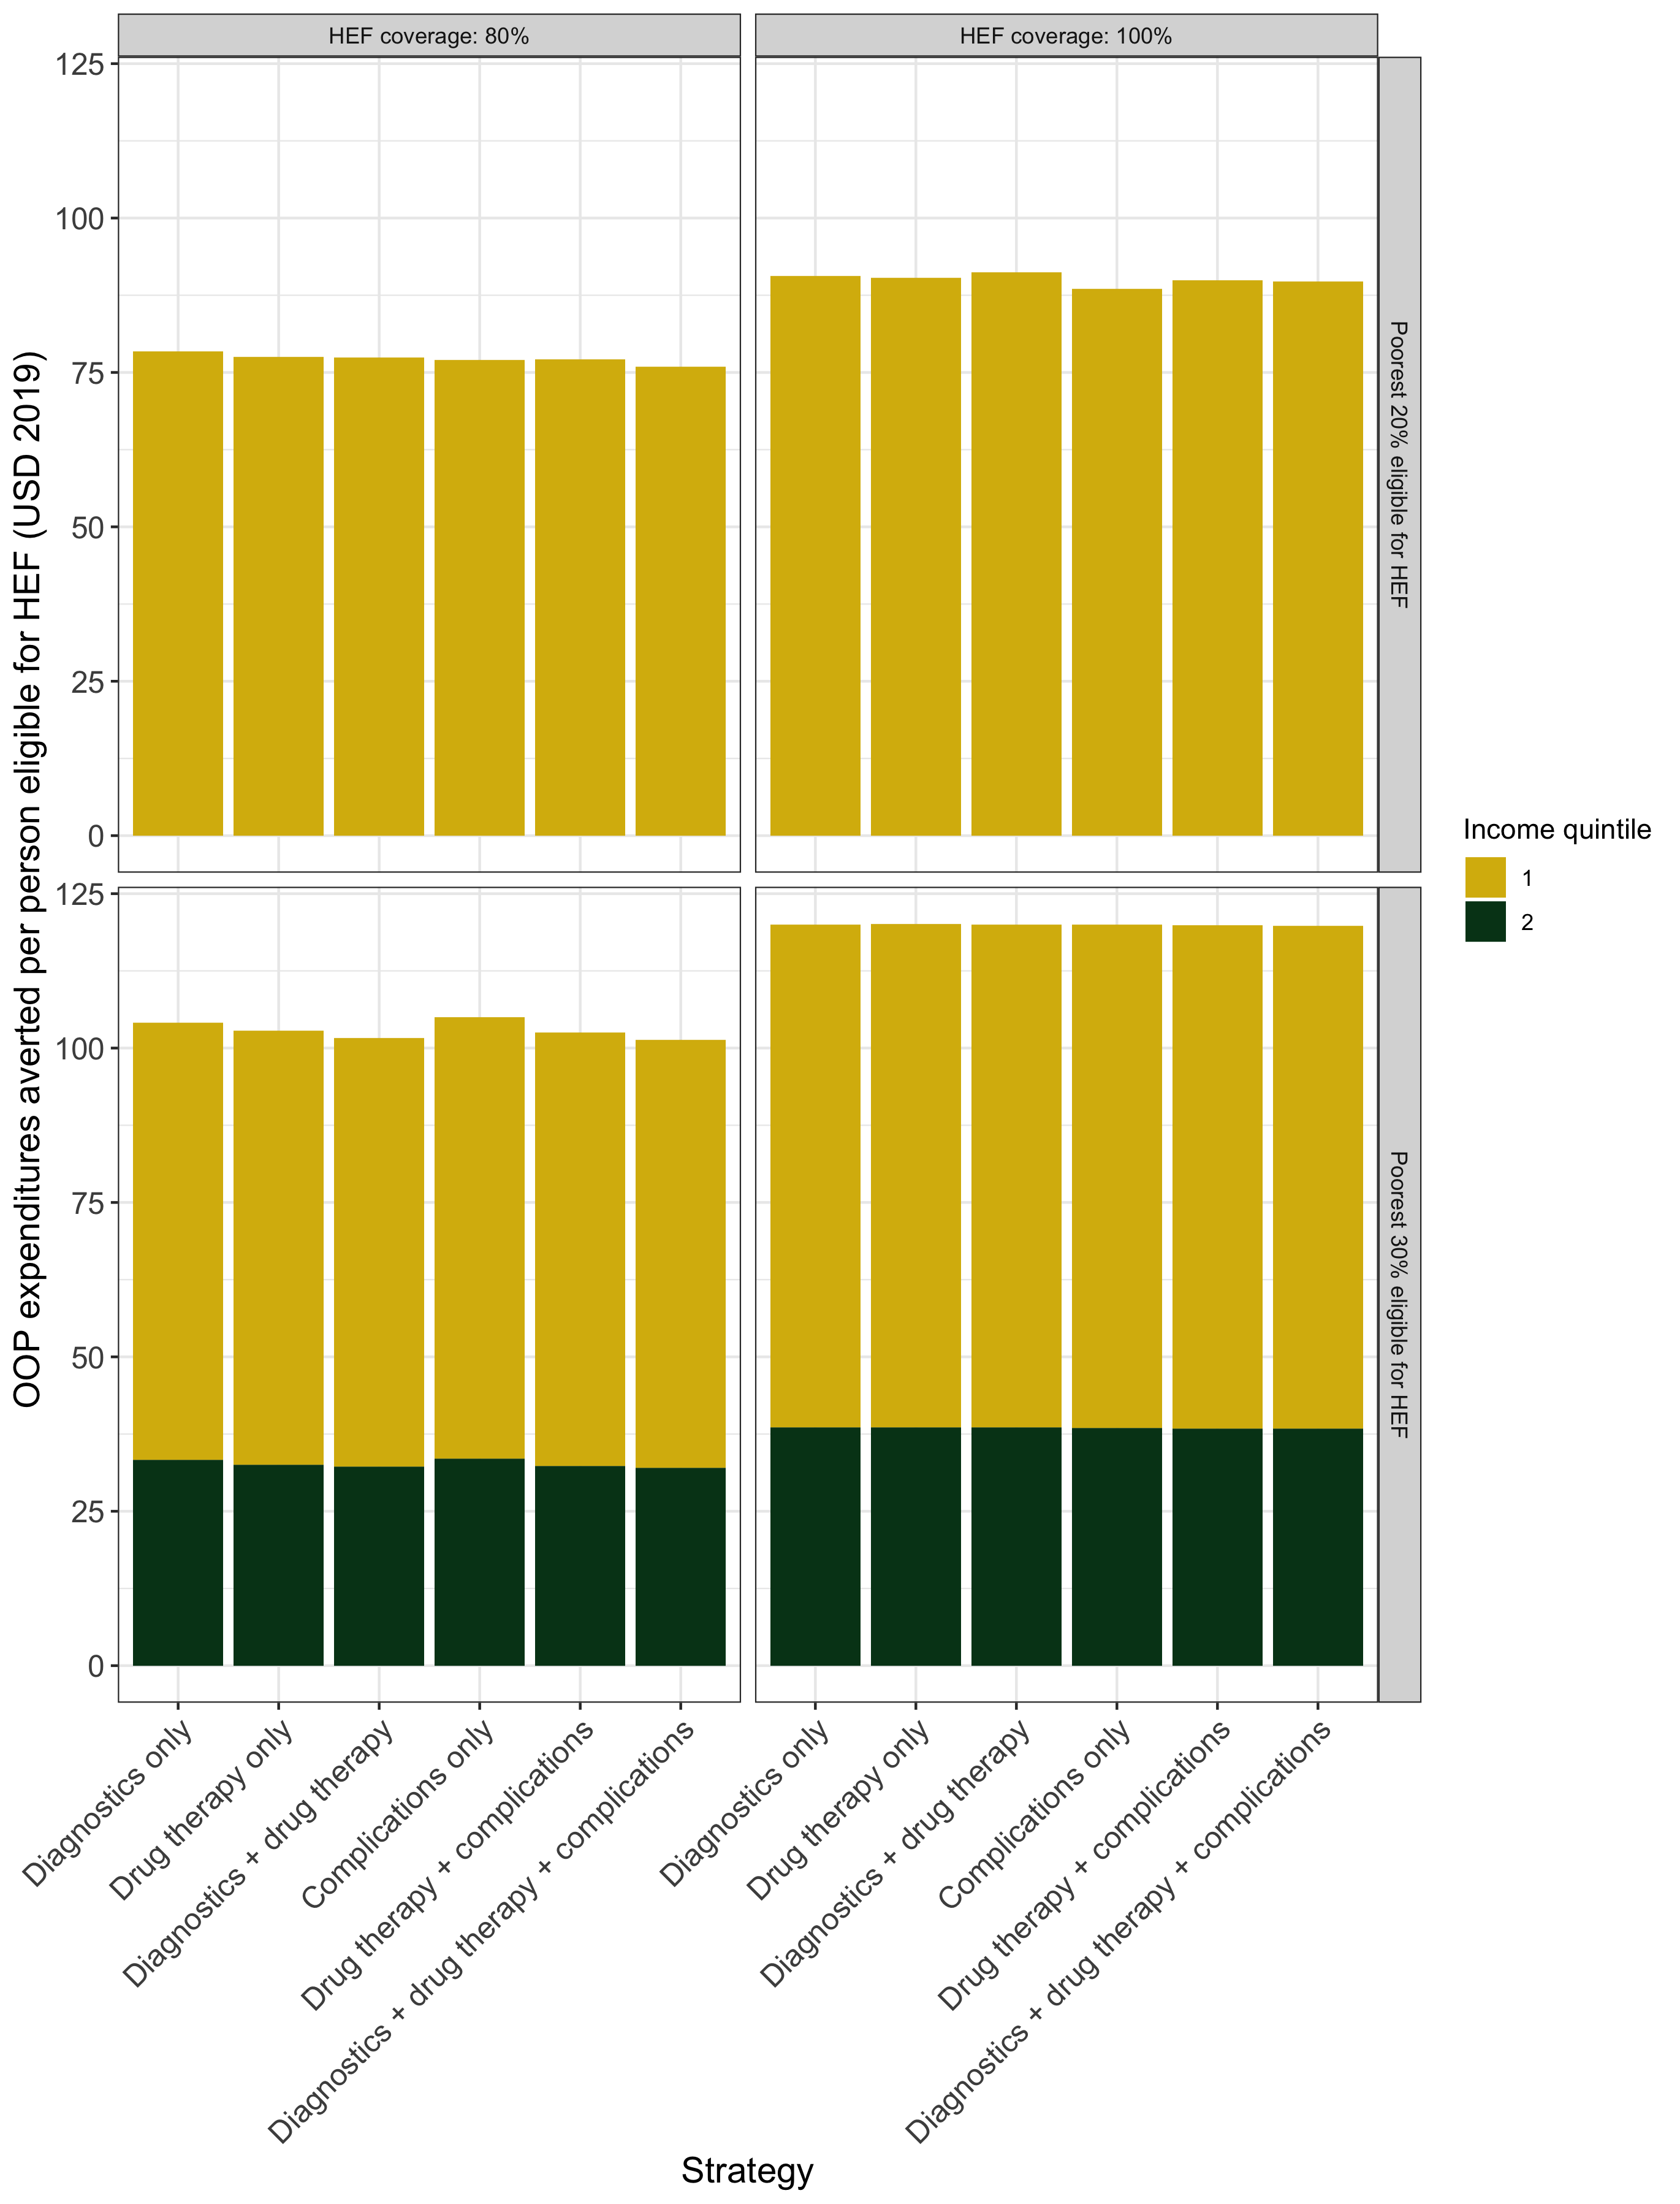 HEF coverage: 80%
HEF coverage: 100%
OOP expenditures averted per person eligible for HEF (USD 2019)
125
100
75
50
25
0
Poorest 20% eligible for HEF
125
100
75
50
25
0
Poorest 30% eligible for HEF
Income quintile
1
2
Diagnostics only
Drug therapy only
Diagnostics + drug therapy
Complications only
Drug therapy + complications
Diagnostics + drug therapy + complications
Diagnostics only
Drug therapy only
Diagnostics + drug therapy
Complications only
Drug therapy + complications
Diagnostics + drug therapy + complications
Strategy